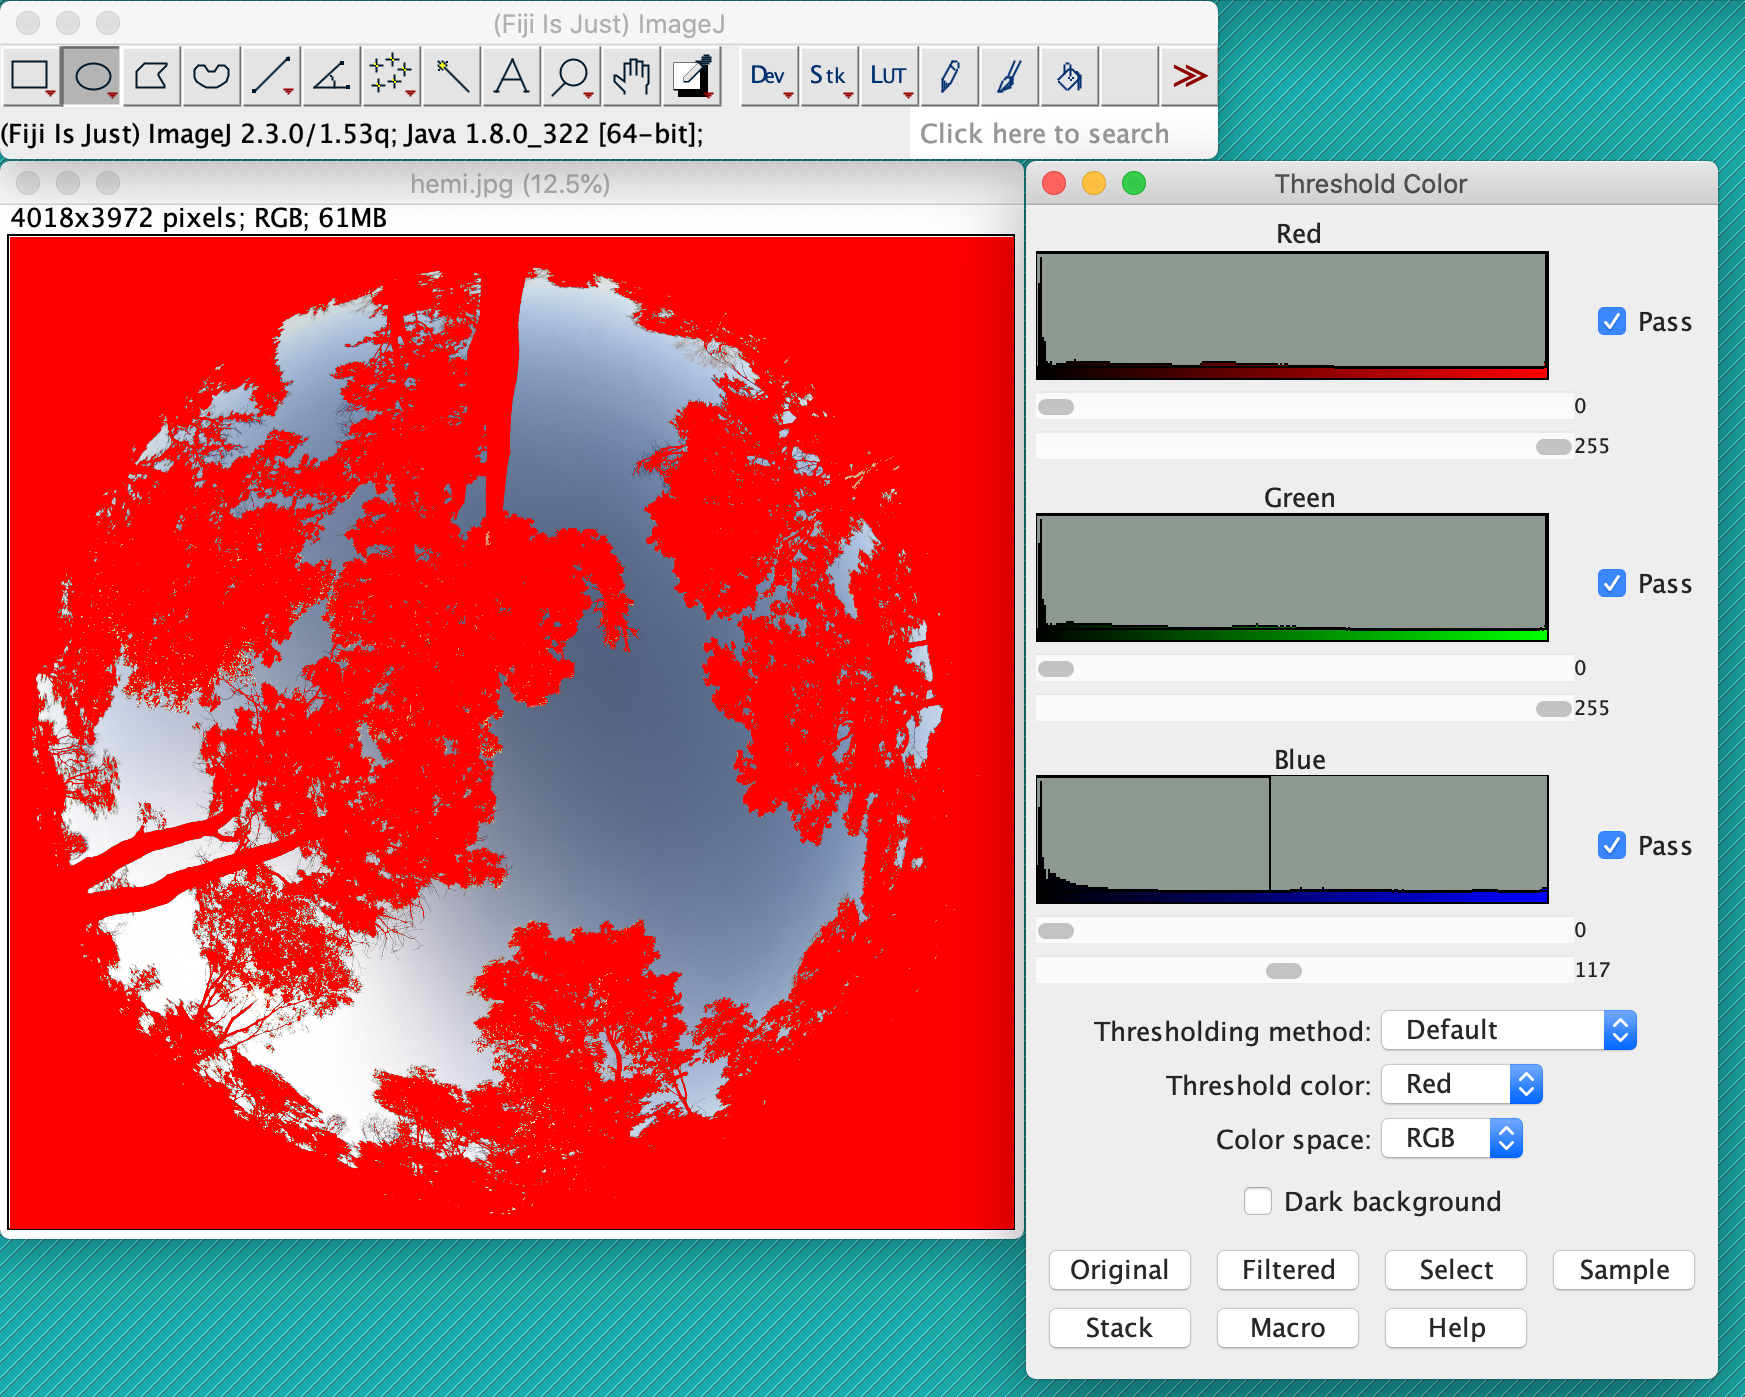 (Fiji Is Just) ImageJ
Dev Stk LUT
(Fiji Is Just) ImageJ 2.3.0/1.53q; Java 1.8.0_322 [64-bit];
Click here to search
hemi.jpg (12.5%)
4018x3972 pixels; RGB; 61MB
Threshold Color
Red
Pass
0
255
Green
Pass
0
255
Blue
Pass
0
117
Thresholding method: Default
Threshold color: Red
Color space: RGB
Dark background
Original Filtered Select Sample
Stack Macro Help